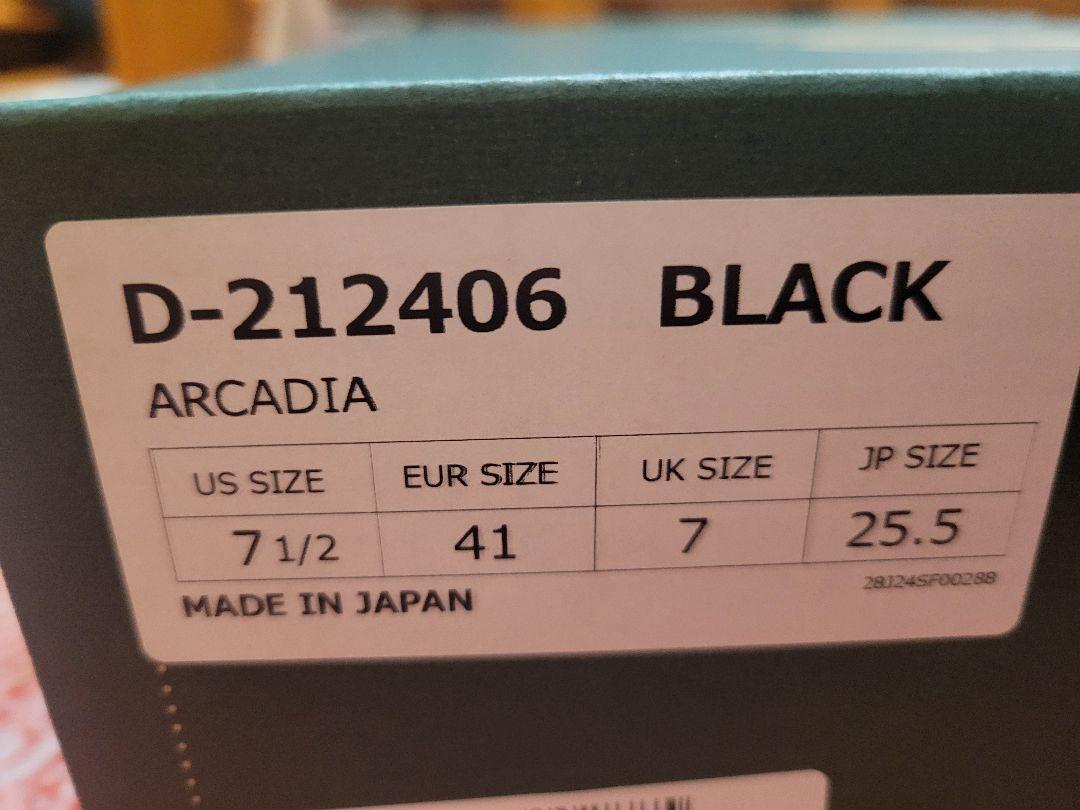 D-212406 BLACK
ARCADIA
US SIZE EUR SIZE UK SIZE JP SIZE
7 1/2 41 7 25.5
MADE IN JAPAN
28J24SF00288